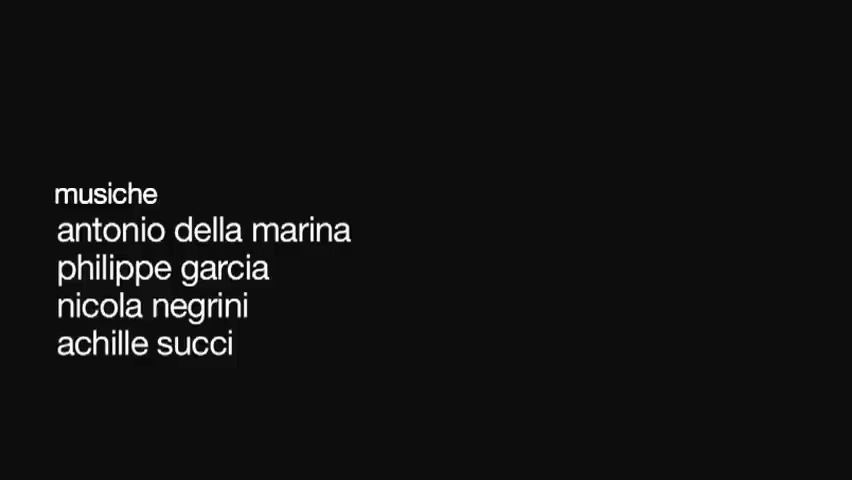 musiche
antonio della marina
philippe garcia
nicola negrini
achille succi